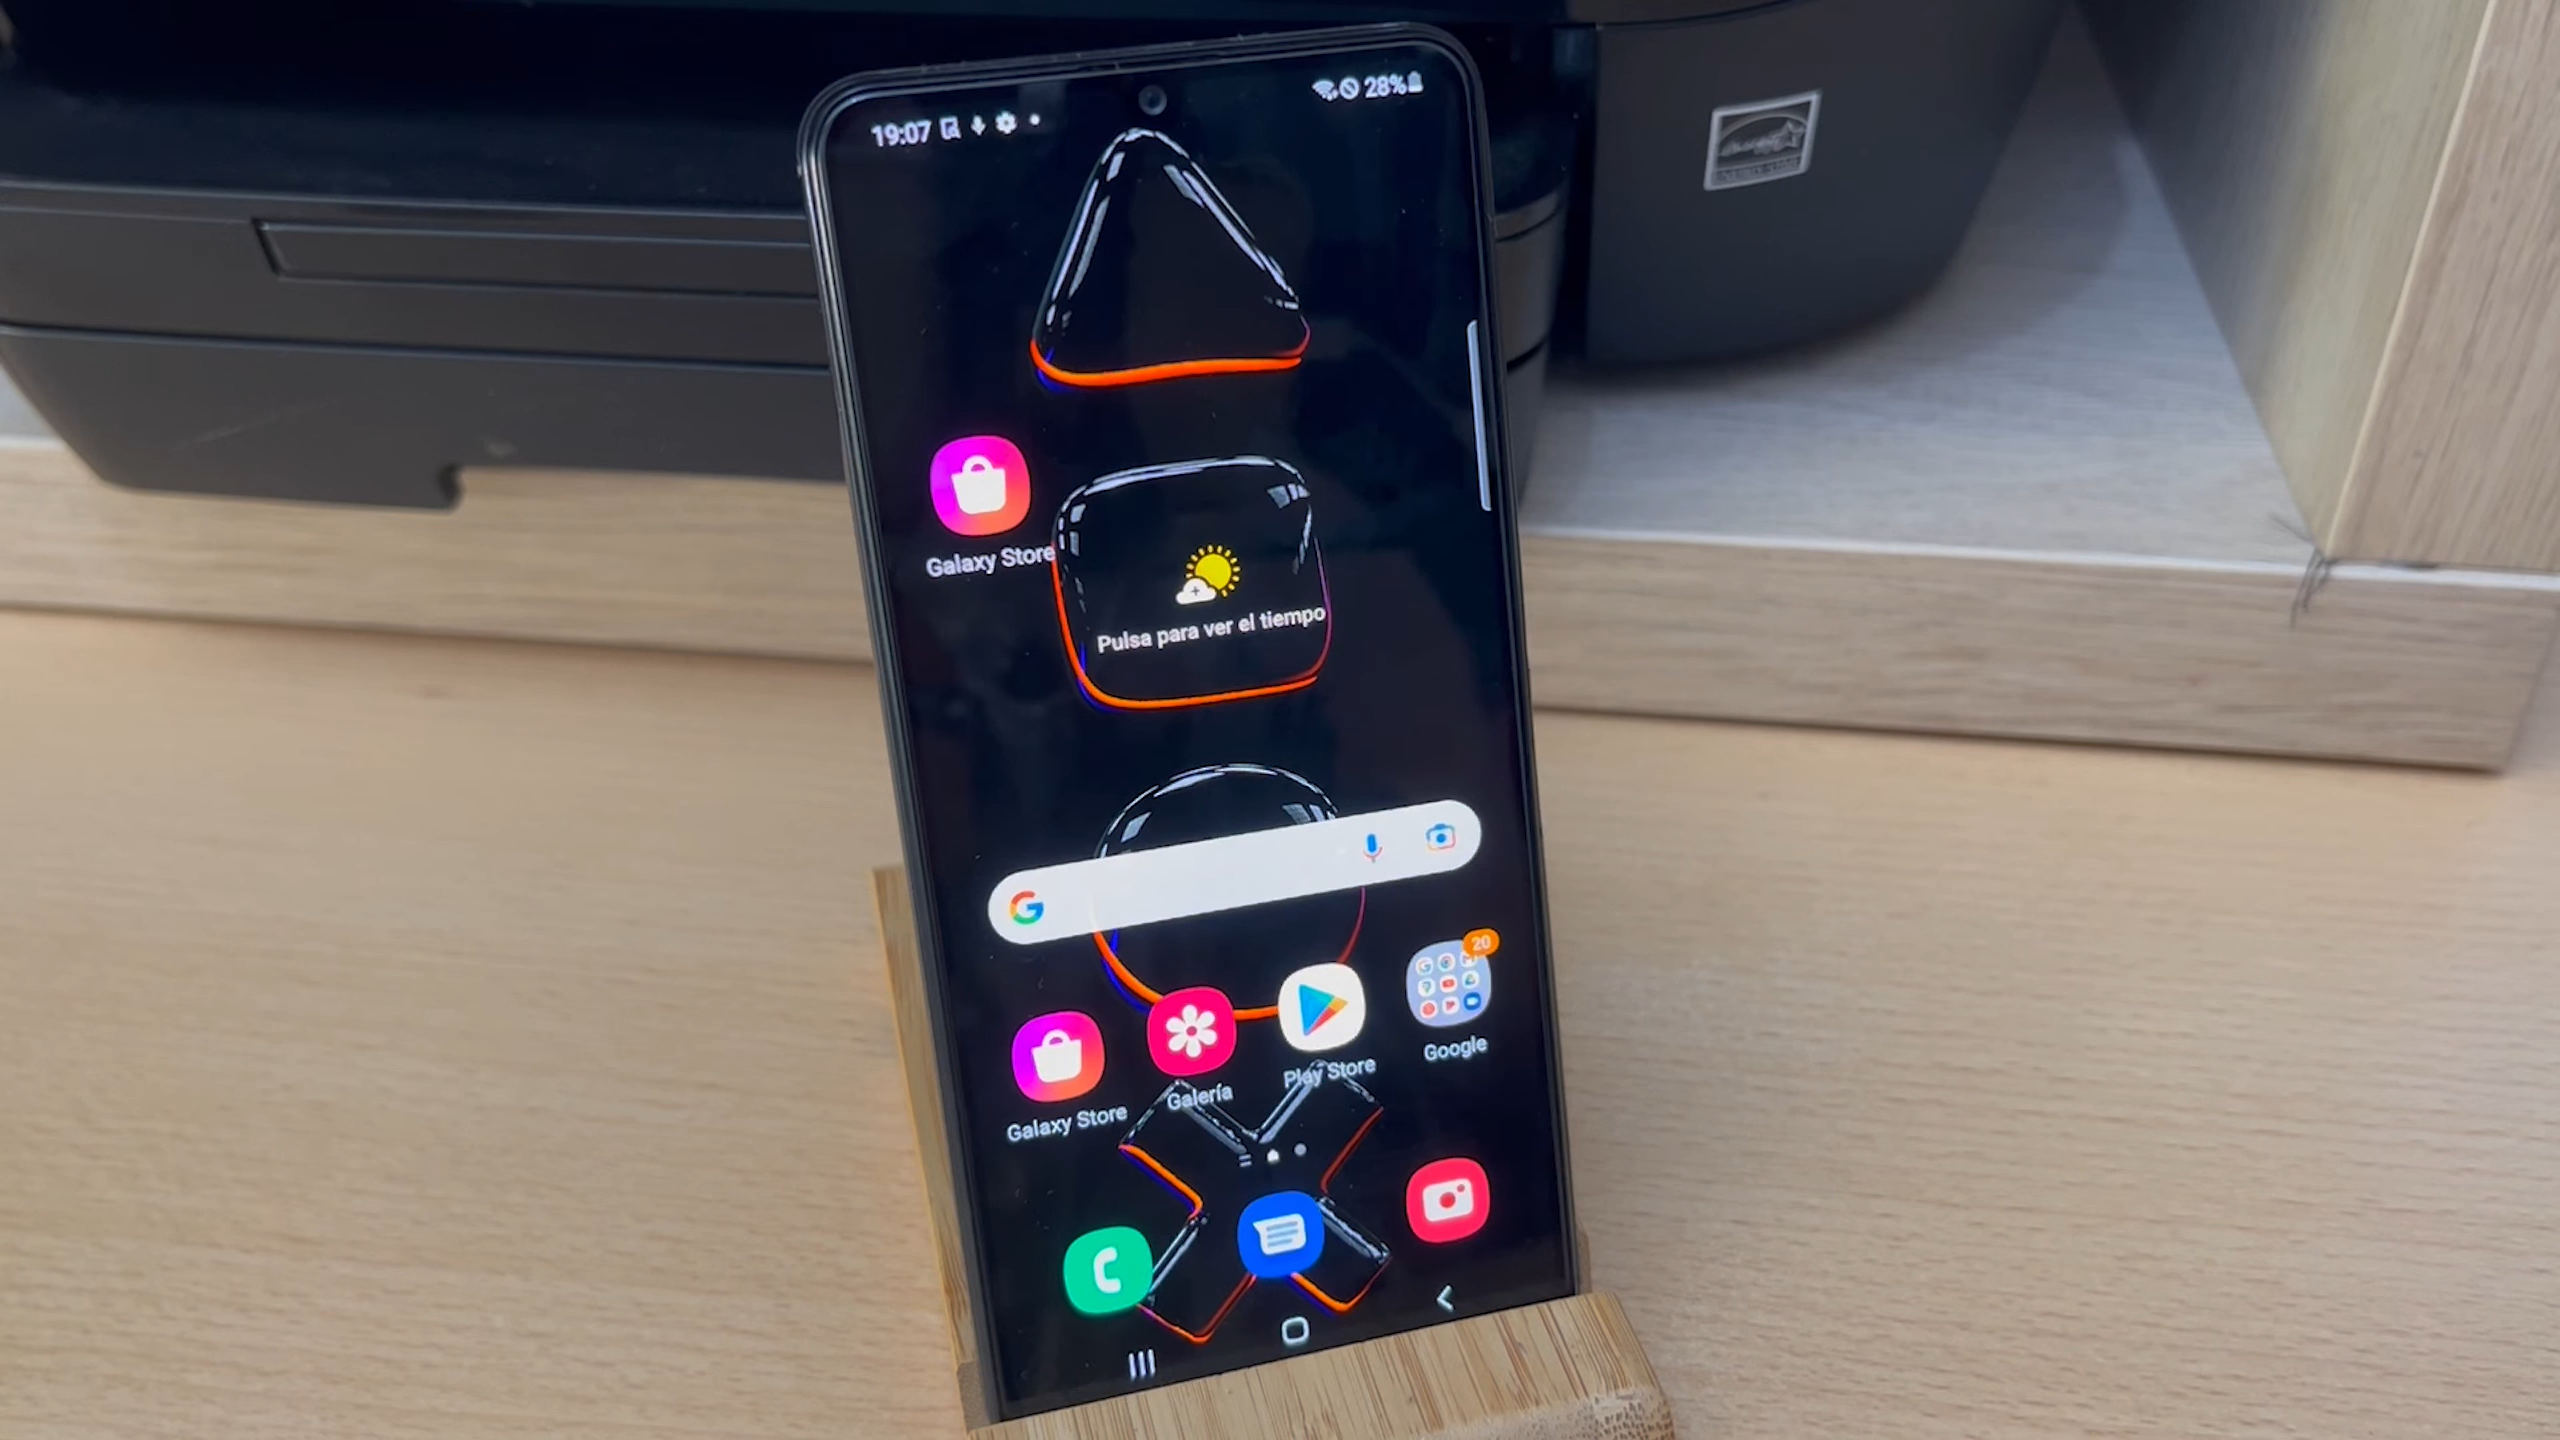 19:07
28%
Galaxy Store
Pulsa para ver el tiempo
20
Galaxy Store
Galería
Play Store
Google